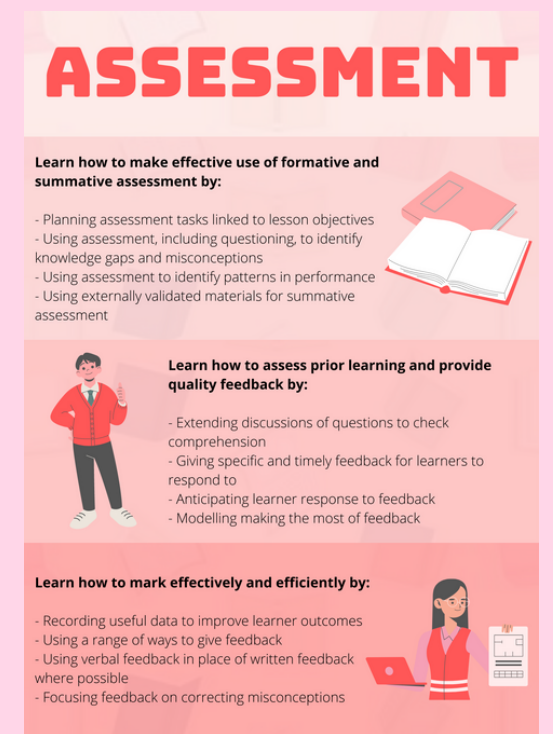 ASSESSMENT
Learn how to make effective use of formative and
summative assessment by:
- Planning assessment tasks linked to lesson objectives
- Using assessment, including questioning, to identify
knowledge gaps and misconceptions
- Using assessment to identify patterns in performance
- Using externally validated materials for summative
assessment
Learn how to assess prior learning and provide
quality feedback by:
- Extending discussions of questions to check
comprehension
- Giving specific and timely feedback for learners to
respond to
- Anticipating learner response to feedback
- Modelling making the most of feedback
Learn how to mark effectively and efficiently by:
- Recording useful data to improve learner outcomes
- Using a range of ways to give feedback
- Using verbal feedback in place of written feedback
where possible
- Focusing feedback on correcting misconceptions